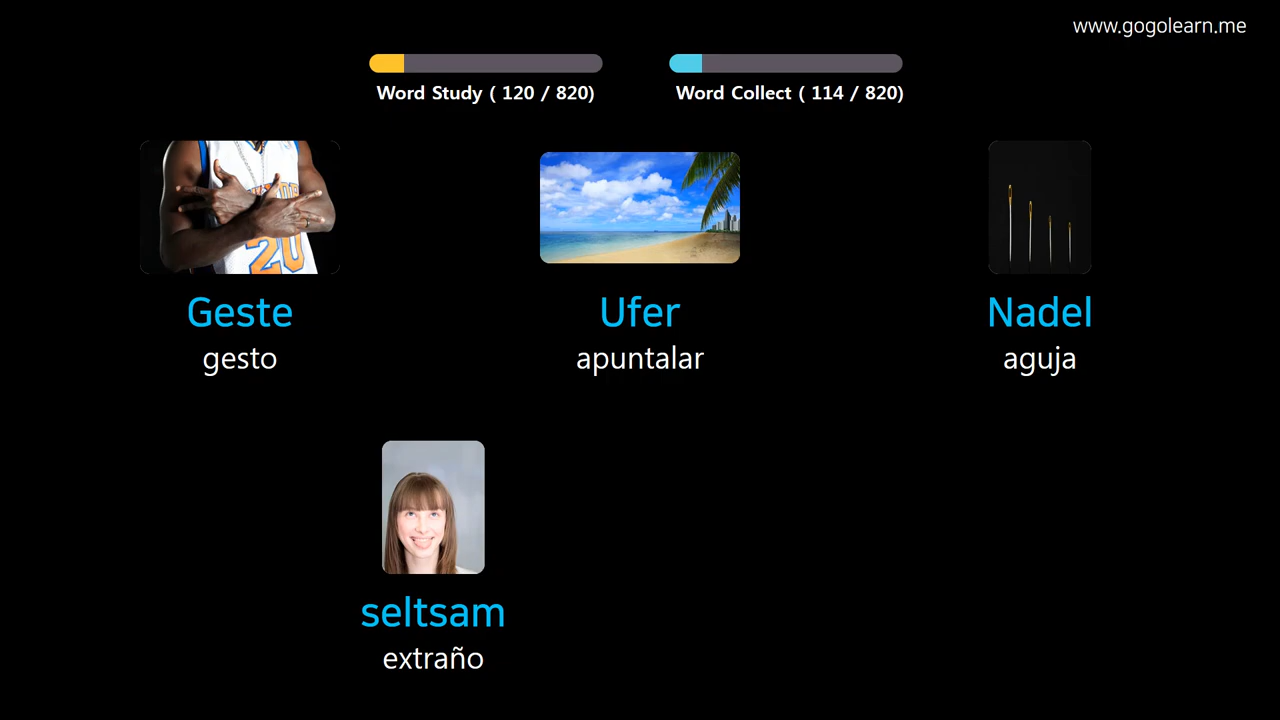 www.gogolearn.me
Word Study ( 120 / 820)
Word Collect ( 114 / 820)
20
Geste
Ufer
Nadel
gesto
apuntalar
aguja
seltsam
extraño